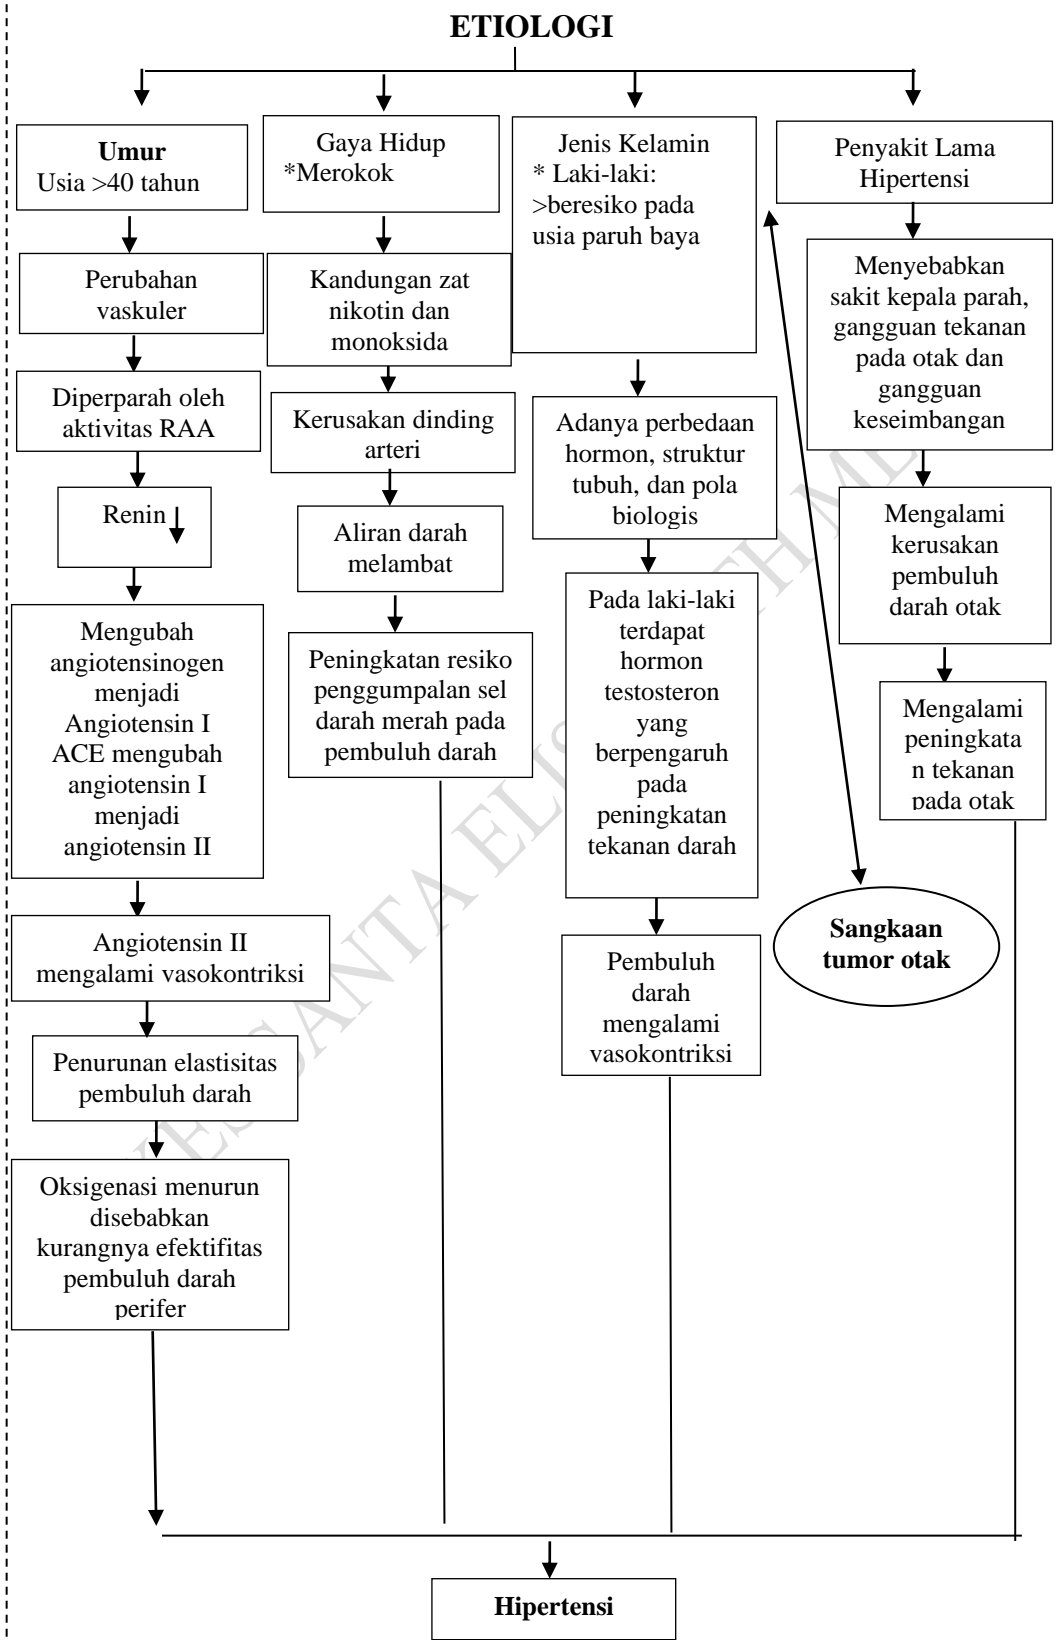 ETIOLOGI
Umur
Usia >40 tahun
Perubahan
vaskuler
Diperparah oleh
aktivitas RAA
Renin
Mengubah
angiotensinogen
menjadi
Angiotensin I
ACE mengubah
angiotensin I
menjadi
angiotensin II
Angiotensin II
mengalami vasokontriksi
Penurunan elastisitas
pembuluh darah
Oksigenasi menurun
disebabkan
kurangnya efektifitas
pembuluh darah
perifer
Gaya Hidup
*Merokok
Kandungan zat
nikotin dan
monoksida
Kerusakan dinding
arteri
Aliran darah
melambat
Peningkatan resiko
penggumpalan sel
darah merah pada
pembuluh darah
Jenis Kelamin
* Laki-laki:
>beresiko pada
usia paruh baya
Adanya perbedaan
hormon, struktur
tubuh, dan pola
biologis
Pada laki-laki
terdapat
hormon
testosteron
yang
berpengaruh
pada
peningkatan
tekanan darah
Pembuluh
darah
mengalami
vasokontriksi
Penyakit Lama
Hipertensi
Menyebabkan
sakit kepala parah,
gangguan tekanan
pada otak dan
gangguan
keseimbangan
Mengalami
kerusakan
pembuluh
darah otak
Mengalami
peningkata
n tekanan
pada otak
Sangkaan
tumor otak
Hipertensi